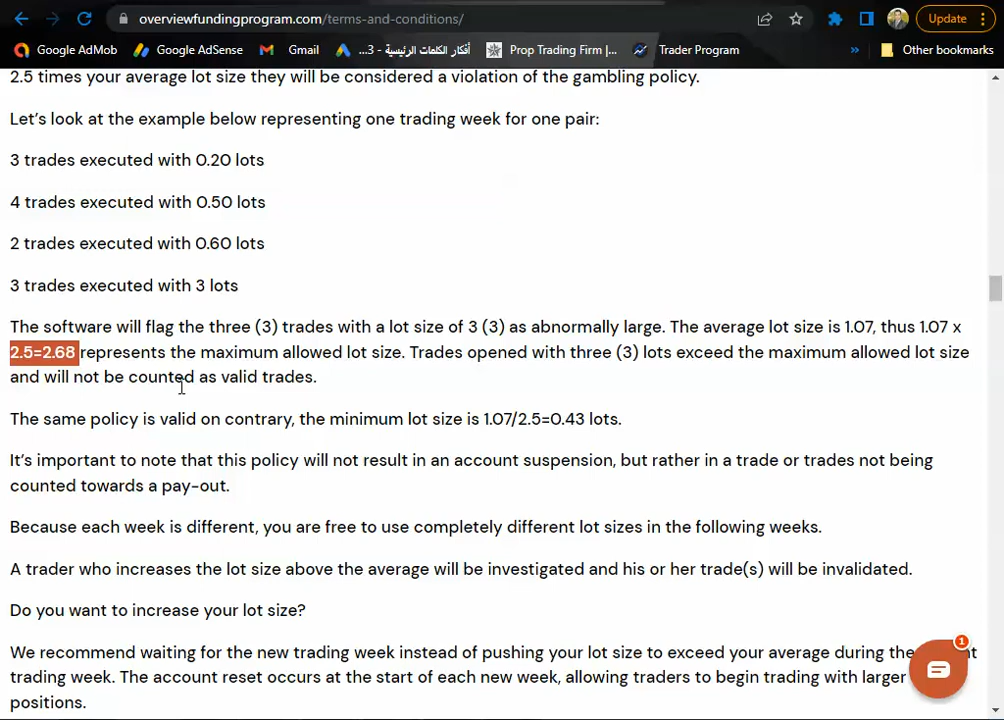 overviewfundingprogram.com/terms-and-conditions/
Update
Google AdMob
Google AdSense
Gmail
أفكار الكلمات الرئيسية - 3...
Prop Trading Firm |...
Trader Program
»
Other bookmarks
2.5 times your average lot size they will be considered a violation of the gambling policy.
Let's look at the example below representing one trading week for one pair:
3 trades executed with 0.20 lots
4 trades executed with 0.50 lots
2 trades executed with 0.60 lots
3 trades executed with 3 lots
The software will flag the three (3) trades with a lot size of 3 (3) as abnormally large. The average lot size is 1.07, thus 1.07 x
2.5=2.68 represents the maximum allowed lot size. Trades opened with three (3) lots exceed the maximum allowed lot size
and will not be counted as valid trades.
The same policy is valid on contrary, the minimum lot size is 1.07/2.5=0.43 lots.
It's important to note that this policy will not result in an account suspension, but rather in a trade or trades not being
counted towards a pay-out.
Because each week is different, you are free to use completely different lot sizes in the following weeks.
A trader who increases the lot size above the average will be investigated and his or her trade(s) will be invalidated.
Do you want to increase your lot size?
We recommend waiting for the new trading week instead of pushing your lot size to exceed your average during the
trading week. The account reset occurs at the start of each new week, allowing traders to begin trading with larger
positions.
1